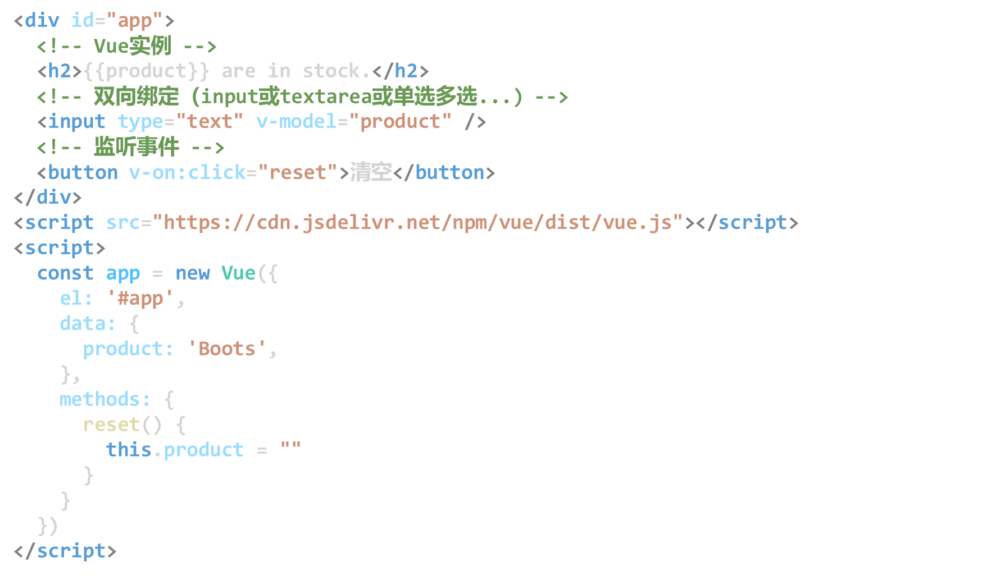 <div id="app">
  <!-- Vue实例 -->
  <h2>{{product}} are in stock.</h2>
  <!-- 双向绑定（input或textarea或单选多选...）-->
  <input type="text" v-model="product" />
  <!-- 监听事件 -->
  <button v-on:click="reset">清空</button>
</div>
<script src="https://cdn.jsdelivr.net/npm/vue/dist/vue.js"></script>
<script>
  const app = new Vue({
    el: '#app',
    data: {
      product: 'Boots',
    },
    methods: {
      reset() {
        this.product = ""
      }
    }
  })
</script>